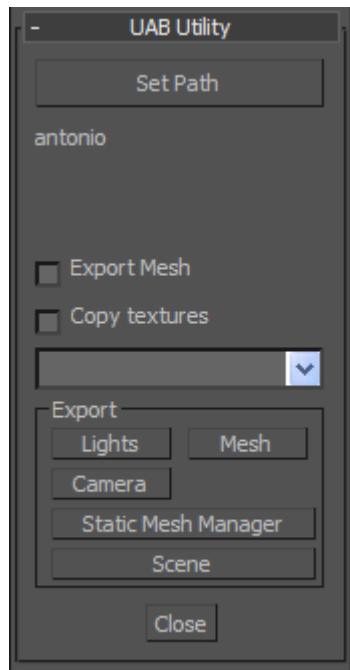 - UAB Utility
Set Path
antonio
Export Mesh
Copy textures
Export
Lights Mesh
Camera
Static Mesh Manager
Scene
Close